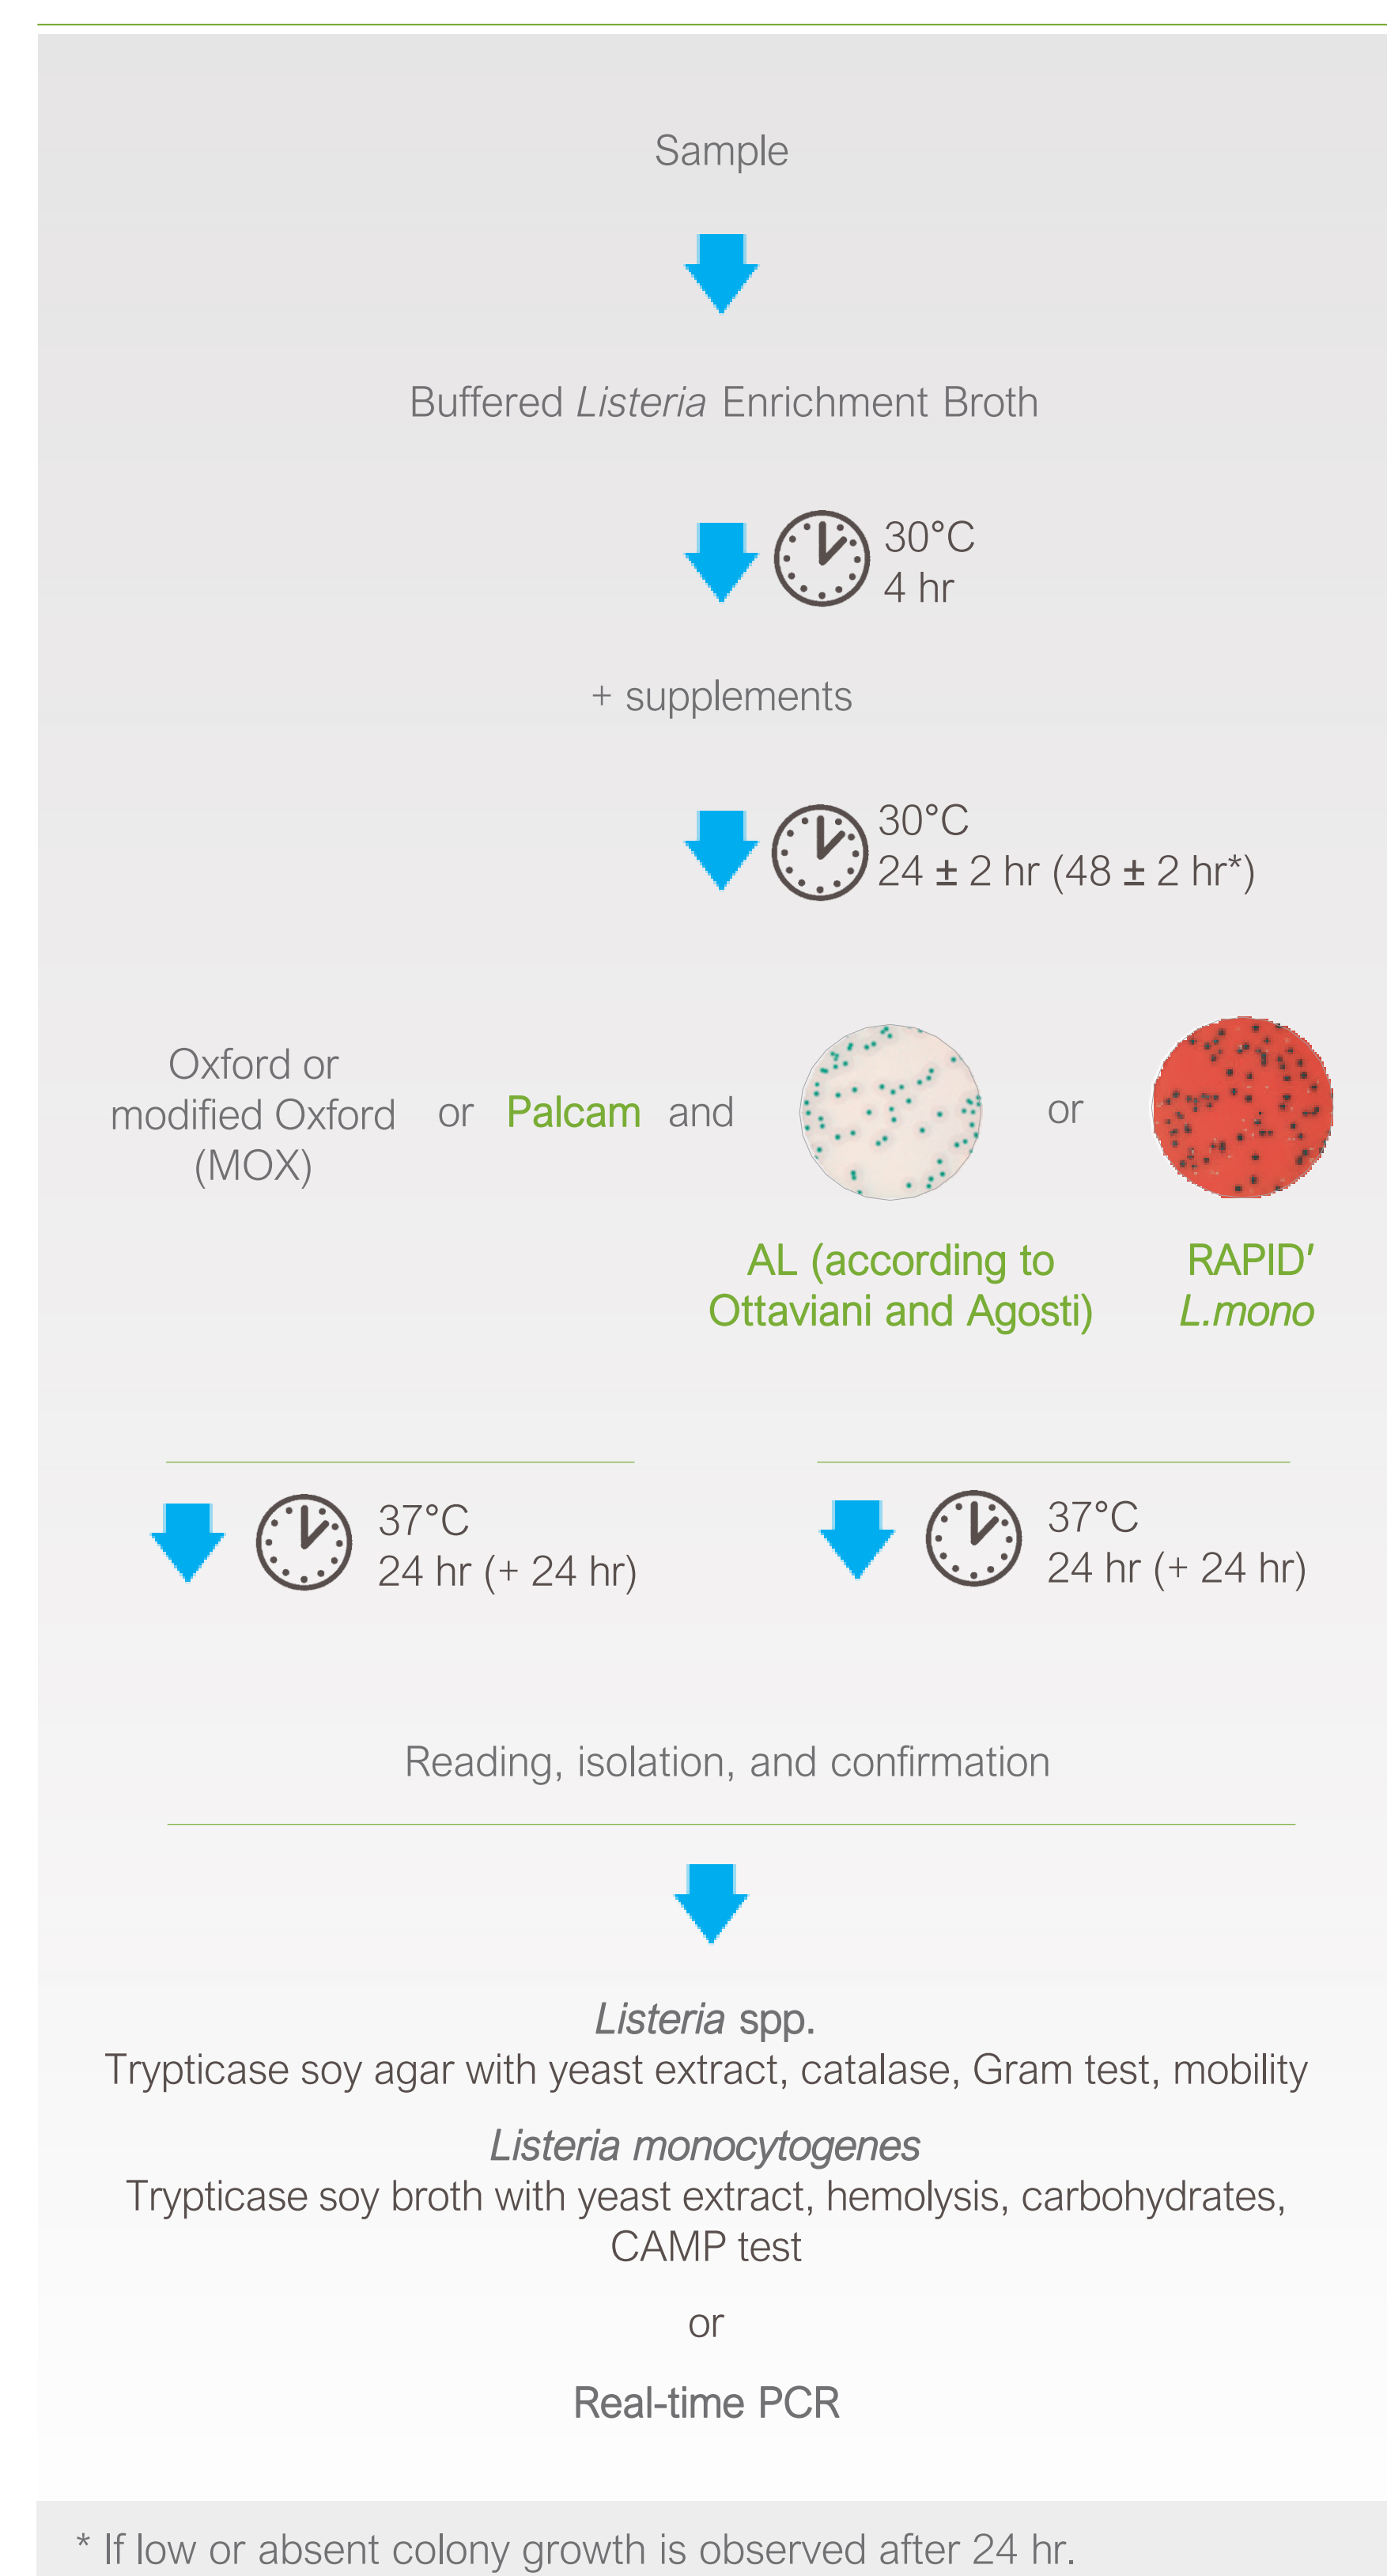 Sample
Buffered Listeria Enrichment Broth
30°C
4 hr
+ supplements
30°C
24 ± 2 hr (48 ± 2 hr*)
Oxford or
modified Oxford
(MOX)
or
Palcam
and
or
AL (according to
Ottaviani and Agosti)
RAPID’
L.mono
37°C
24 hr (+ 24 hr)
37°C
24 hr (+ 24 hr)
Reading, isolation, and confirmation
Listeria spp.
Trypticase soy agar with yeast extract, catalase, Gram test, mobility
Listeria monocytogenes
Trypticase soy broth with yeast extract, hemolysis, carbohydrates,
CAMP test
or
Real-time PCR
* If low or absent colony growth is observed after 24 hr.